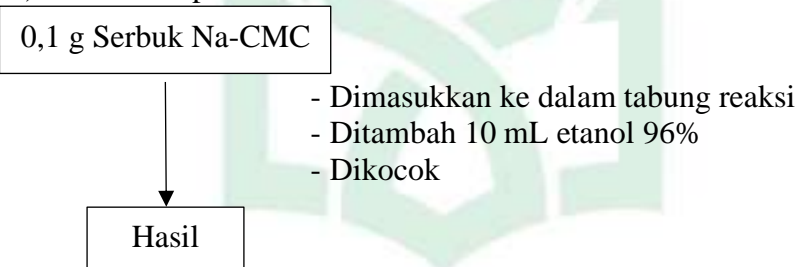 0,1 g Serbuk Na-CMC
- Dimasukkan ke dalam tabung reaksi
- Ditambah 10 mL etanol 96%
- Dikocok
Hasil